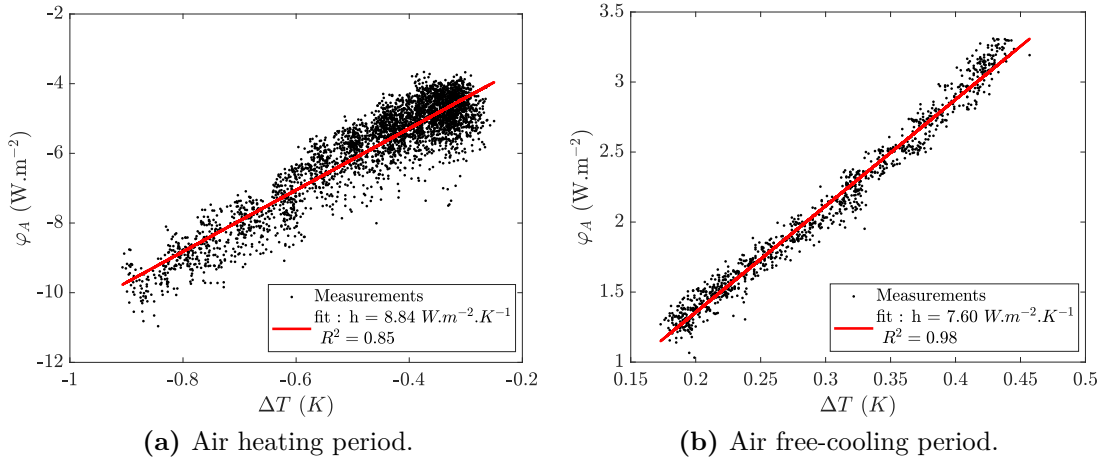 -2
-4
-6
-8
-10
-12
-1
-0.8
-0.6
-0.4
-0.2
φ_A (W.m⁻²)
ΔT (K)
Measurements
fit : h = 8.84 W.m⁻².K⁻¹
R² = 0.85
(a) Air heating period.
3.5
3
2.5
2
1.5
1
0.15
0.2
0.25
0.3
0.35
0.4
0.45
0.5
φ_A (W.m⁻²)
ΔT (K)
Measurements
fit : h = 7.60 W.m⁻².K⁻¹
R² = 0.98
(b) Air free-cooling period.